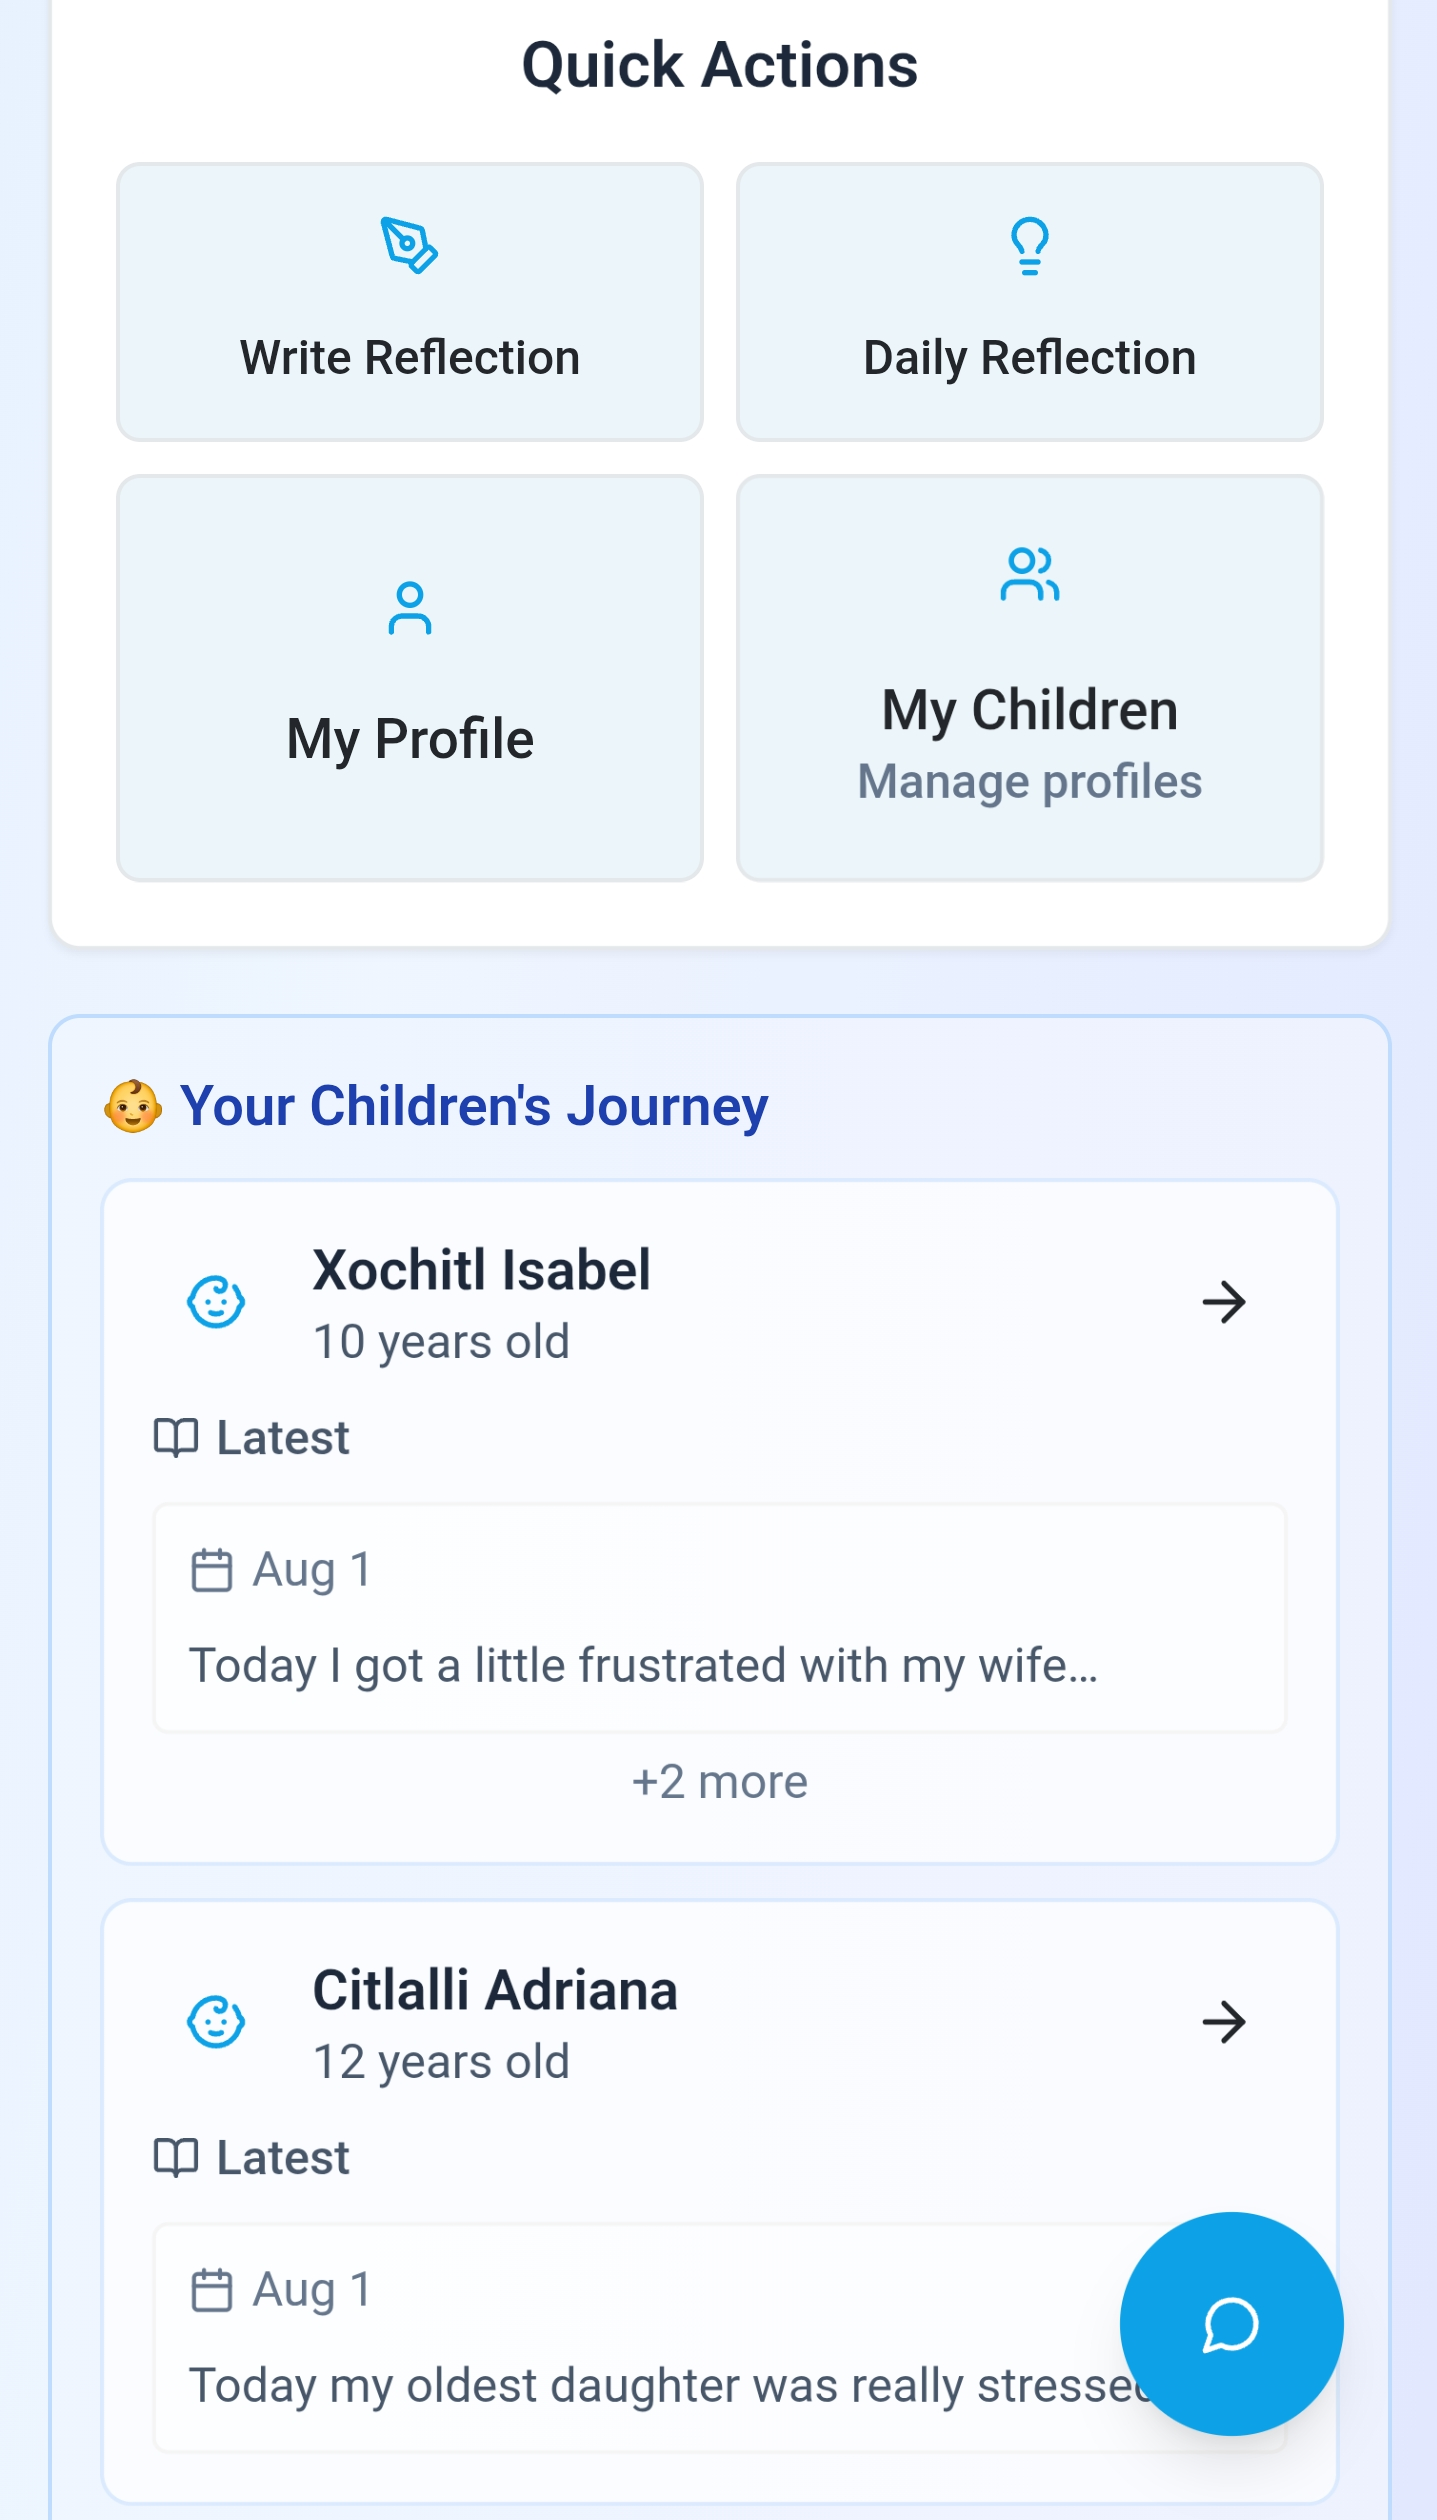 Quick Actions
Write Reflection
Daily Reflection
My Profile
My Children
Manage profiles
Your Children's Journey
Xochitl Isabel
10 years old
Latest
Aug 1
Today I got a little frustrated with my wife...
+2 more
Citlalli Adriana
12 years old
Latest
Aug 1
Today my oldest daughter was really stressed